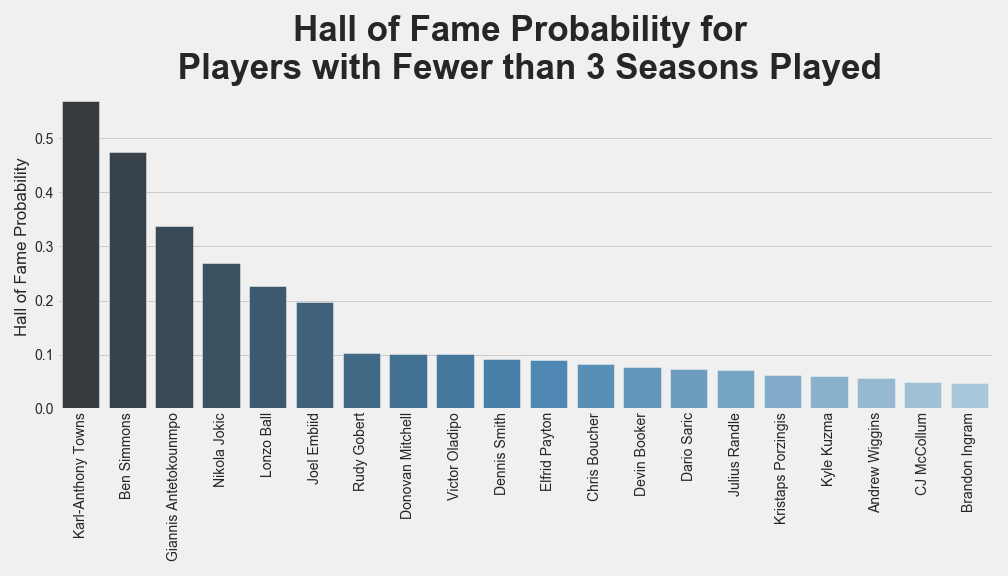 Hall of Fame Probability for
Players with Fewer than 3 Seasons Played
Hall of Fame Probability
0.5
0.4
0.3
0.2
0.1
0.0
Karl-Anthony Towns
Ben Simmons
Giannis Antetokounmpo
Nikola Jokic
Lonzo Ball
Joel Embiid
Rudy Gobert
Donovan Mitchell
Victor Oladipo
Dennis Smith
Elfrid Payton
Chris Boucher
Devin Booker
Dario Saric
Julius Randle
Kristaps Porzingis
Kyle Kuzma
Andrew Wiggins
CJ McCollum
Brandon Ingram